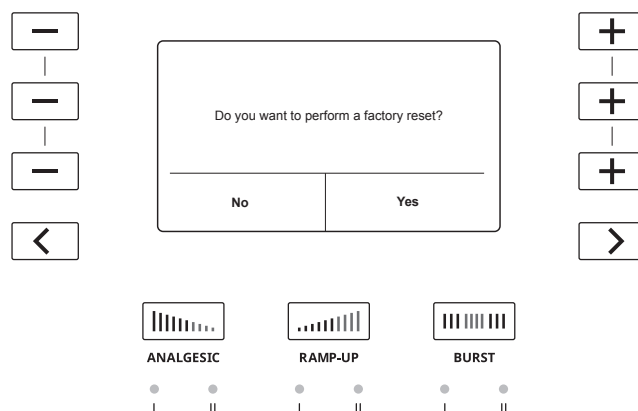 Do you want to perform a factory reset?
No Yes
ANALGESIC RAMP-UP BURST
I II I II I II